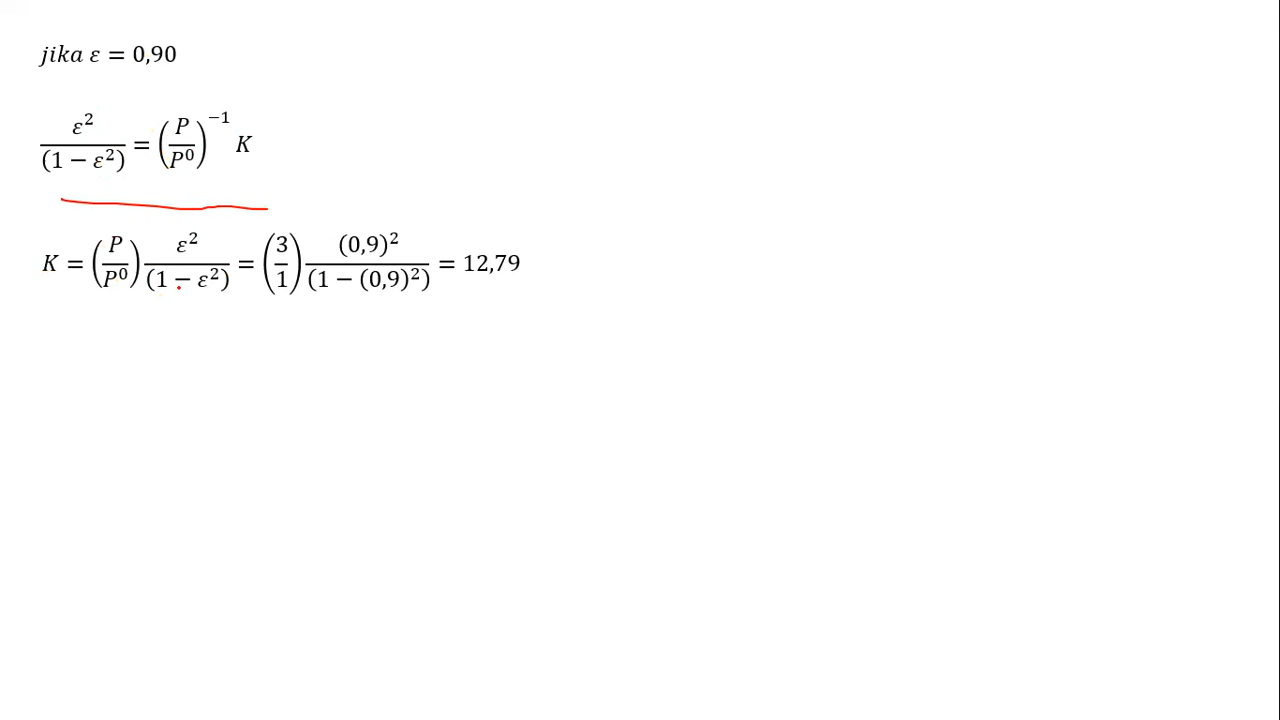 jika ε = 0,90
ε² / (1 − ε²) = (P / P⁰)⁻¹ K
K = (P / P⁰) ε² / (1 − ε²) = (3 / 1) (0,9)² / (1 − (0,9)²) = 12,79